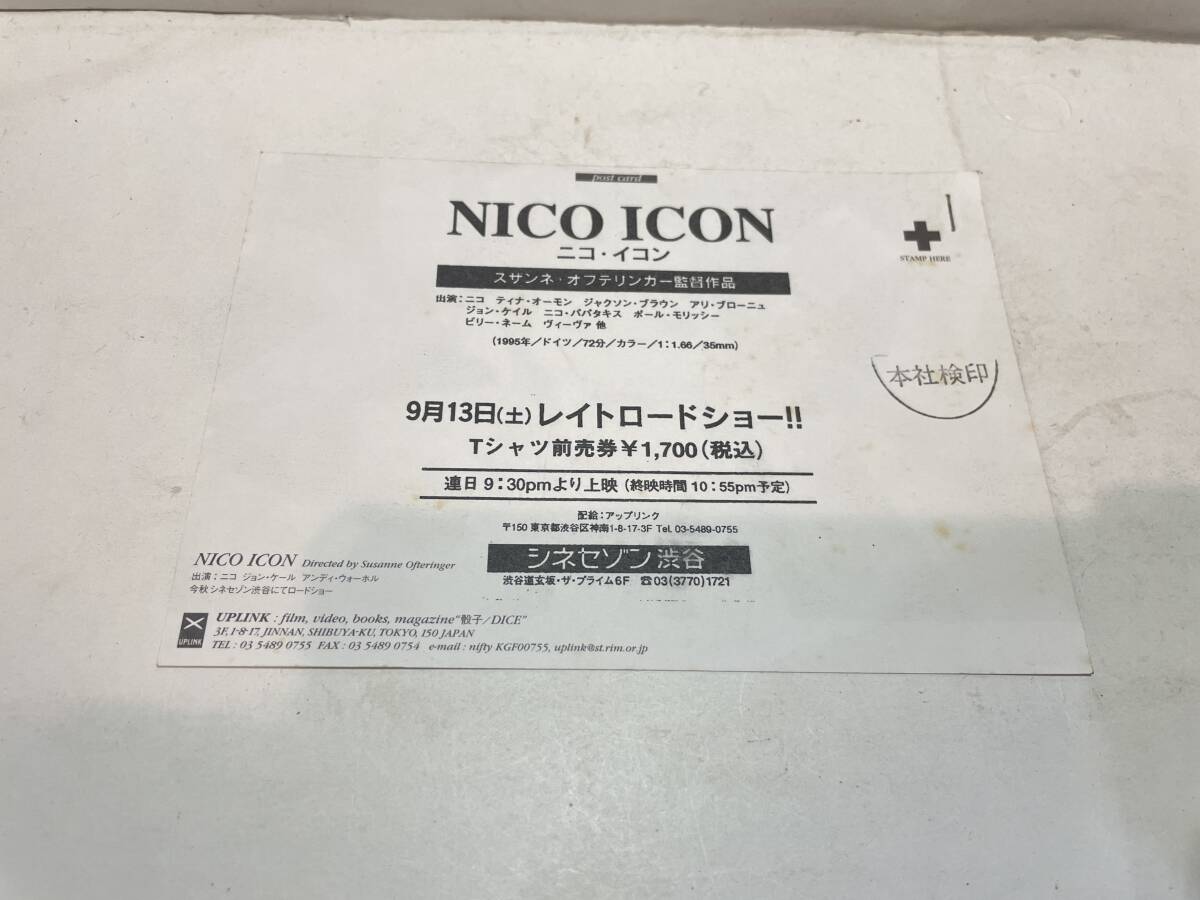 post card
NICO ICON
ニコ・イコン
STAMP HERE
スザンネ・オフテリンガー監督作品
出演：ニコ ティナ・オーモン ジャクソン・ブラウン アリ・ブローニュ
ジョン・ケイル ニコ・パパタキス ポール・モリッシー
ビリー・ネーム ヴィーヴァ 他
(1995年／ドイツ／72分／カラー／1：1.66／35mm)
本社検印
9月13日(土) レイトロードショー!!
Tシャツ前売券￥1,700(税込)
連日 9：30pmより上映 (終映時間 10：55pm予定)
配給：アップリンク
〒150 東京都渋谷区神南1-8-17-3F Tel. 03-5489-0755
シネセゾン渋谷
渋谷道玄坂・ザ・プライム6F ☎03(3770)1721
NICO ICON Directed by Susanne Ofteringer
出演：ニコ ジョン・ケール アンディ・ウォーホル
今秋シネセゾン渋谷にてロードショー
UPLINK : film, video, books, magazine"骰子／DICE"
3F, 1-8-17, JINNAN, SHIBUYA-KU, TOKYO, 150 JAPAN
TEL : 03 5489 0755 FAX : 03 5489 0754 e-mail : nifty KGF00755, uplink@st.rim.or.jp
UPLINK